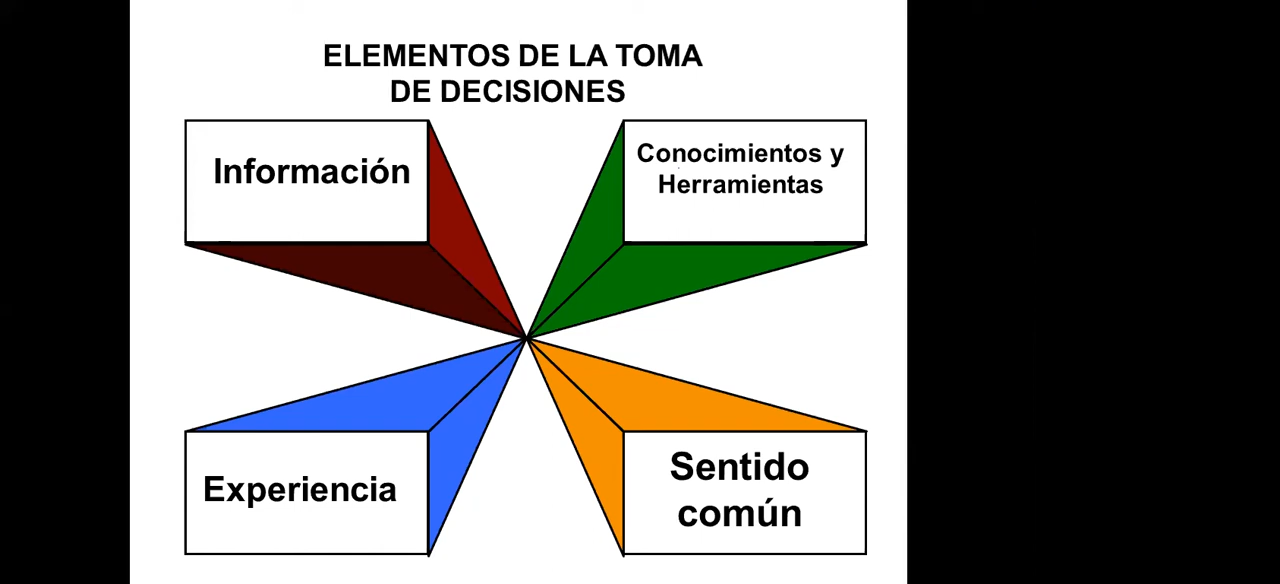 ELEMENTOS DE LA TOMA
DE DECISIONES
Información
Conocimientos y
Herramientas
Experiencia
Sentido
común